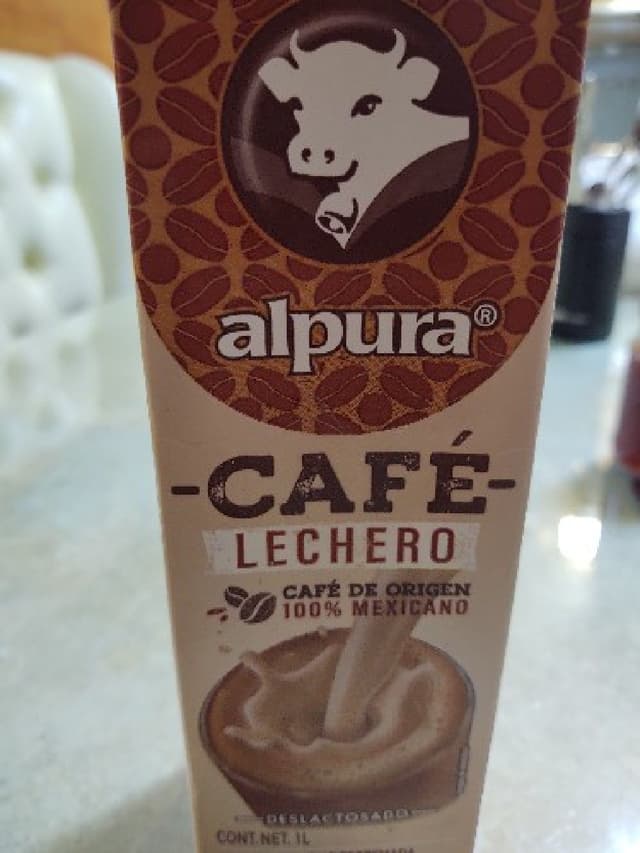 alpura®
-CAFÉ-
LECHERO
CAFÉ DE ORIGEN
100% MEXICANO
DESLACTOSADO
CONT. NET. 1L